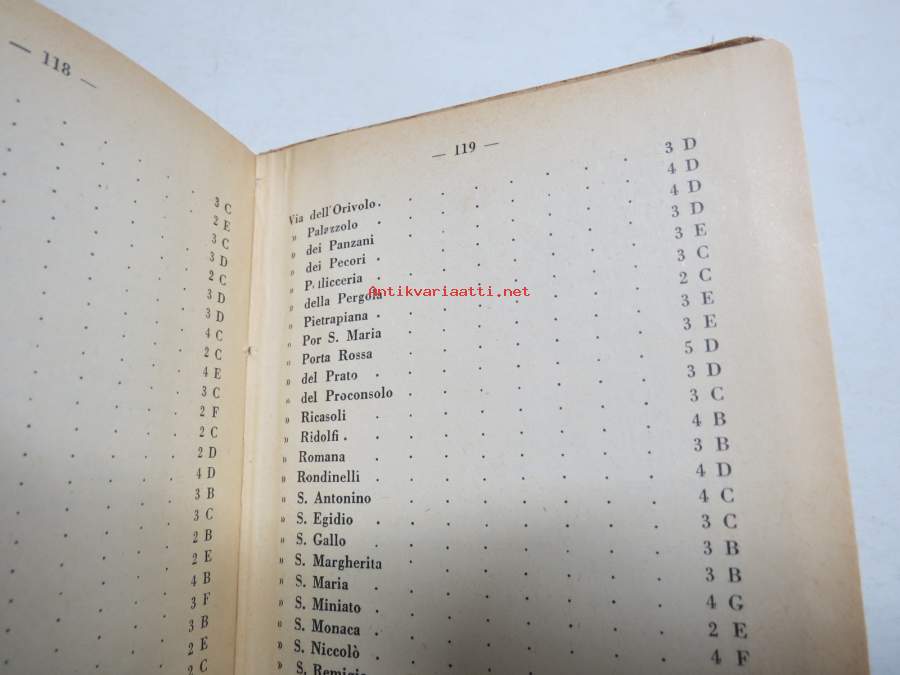 — 118 —
3 C
2 E
3 C
3 D
2 C
3 D
3 D
4 C
2 C
4 E
3 C
2 F
2 C
2 D
4 D
3 B
3 C
2 B
2 E
4 B
3 F
3 B
2 E
2 C
— 119 —
Via dell'Orivolo . . . . . . 3 D
» Palazzolo . . . . . . 4 D
» dei Panzani . . . . . . 4 D
» dei Pecori . . . . . . 3 D
» Pellicceria . . . . . . 3 E
» della Pergola . . . . . . 3 C
» Pietrapiana . . . . . . 2 C
» Por S. Maria . . . . . . 3 E
» Porta Rossa . . . . . . 3 E
» del Prato . . . . . . 5 D
» del Proconsolo . . . . . . 3 D
» Ricasoli . . . . . . 3 C
» Ridolfi . . . . . . 4 B
» Romana . . . . . . 3 B
» Rondinelli . . . . . . 4 D
» S. Antonino . . . . . . 4 C
» S. Egidio . . . . . . 3 C
» S. Gallo . . . . . . 3 B
» S. Margherita . . . . . . 3 B
» S. Maria . . . . . . 4 G
» S. Miniato . . . . . . 2 E
» S. Monaca . . . . . . 4 F
» S. Niccolò
» S. Remigio
Antikvariaatti.net